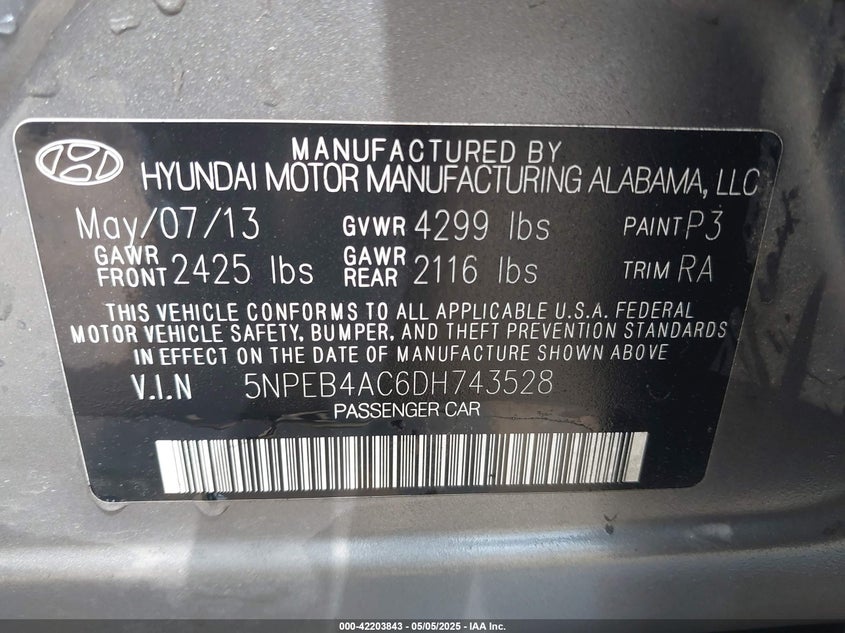 MANUFACTURED BY
HYUNDAI MOTOR MANUFACTURING ALABAMA, LLC
May/07/13 GVWR 4299 lbs PAINT P3
GAWR FRONT 2425 lbs GAWR REAR 2116 lbs TRIM RA
THIS VEHICLE CONFORMS TO ALL APPLICABLE U.S.A. FEDERAL
MOTOR VEHICLE SAFETY, BUMPER, AND THEFT PREVENTION STANDARDS
IN EFFECT ON THE DATE OF MANUFACTURE SHOWN ABOVE
V.I.N 5NPEB4AC6DH743528
PASSENGER CAR
000-42203843 - 05/05/2025 - IAA Inc.